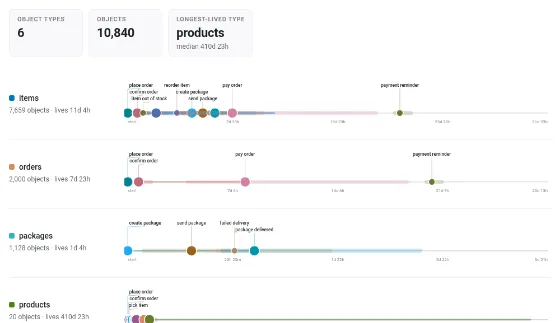 OBJECT TYPES
6
OBJECTS
10,840
LONGEST-LIVED TYPE
products
median 410d 23h
items
7,659 objects · lives 11d 4h
place order
confirm order
item out of stock
reorder item
create package
send package
pay order
payment reminder
start
orders
2,000 objects · lives 7d 23h
place order
confirm order
pay order
payment reminder
start
packages
1,128 objects · lives 1d 4h
create package
send package
failed delivery
package delivered
start
products
20 objects · lives 410d 23h
place order
confirm order
pick item